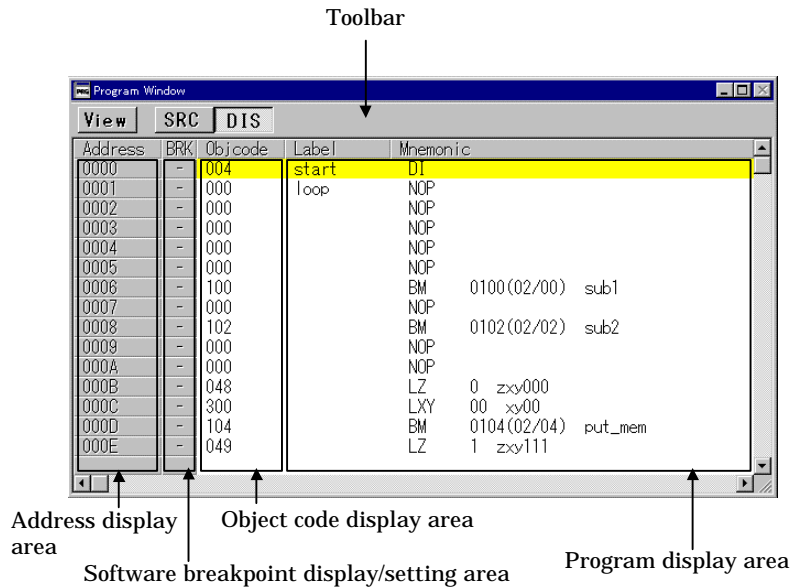 Toolbar
PRG Program Window
View SRC DIS
Address BRK Objcode Label Mnemonic
0000 - 004 start DI
0001 - 000 loop NOP
0002 - 000 NOP
0003 - 000 NOP
0004 - 000 NOP
0005 - 000 NOP
0006 - 100 BM 0100(02/00) sub1
0007 - 000 NOP
0008 - 102 BM 0102(02/02) sub2
0009 - 000 NOP
000A - 000 NOP
000B - 048 LZ 0 zxy000
000C - 300 LXY 00 xy00
000D - 104 BM 0104(02/04) put_mem
000E - 049 LZ 1 zxy111
Address display area
Object code display area
Software breakpoint display/setting area
Program display area